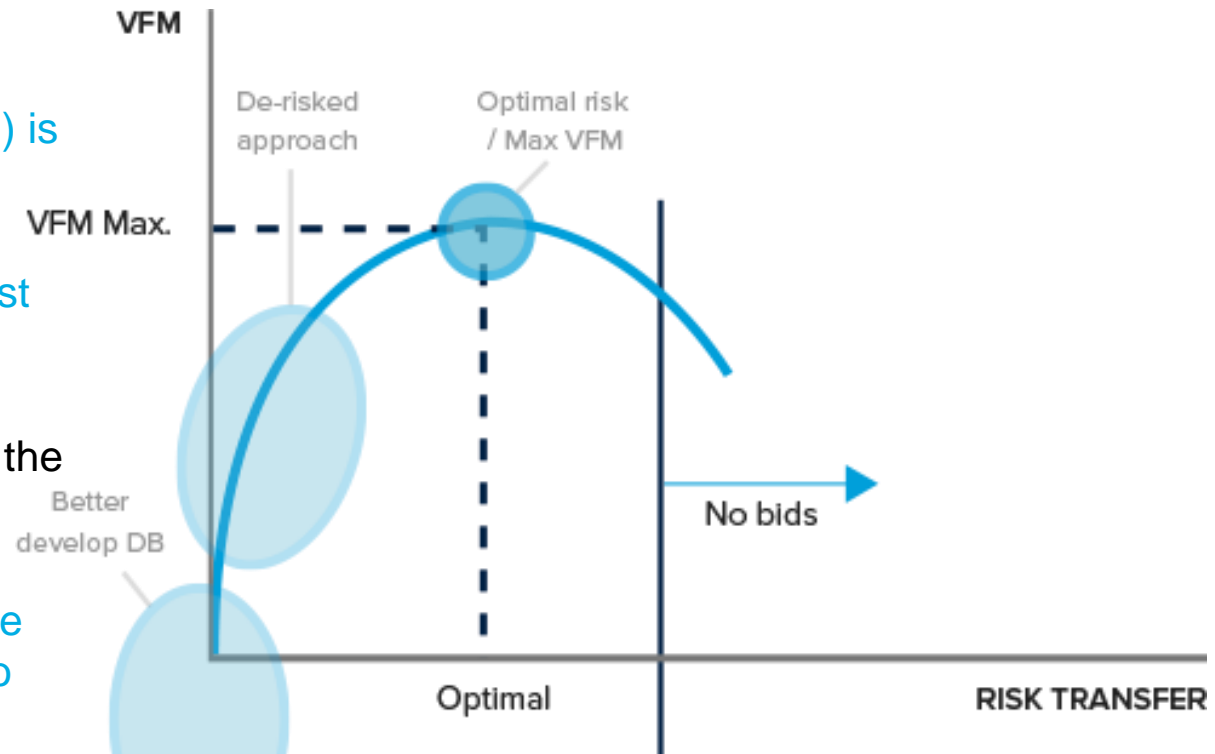 VFM
De-risked
approach
Optimal risk
/ Max VFM
) is
VFM Max.
st
the
Better
develop DB
No bids
e
Optimal
RISK TRANSFER